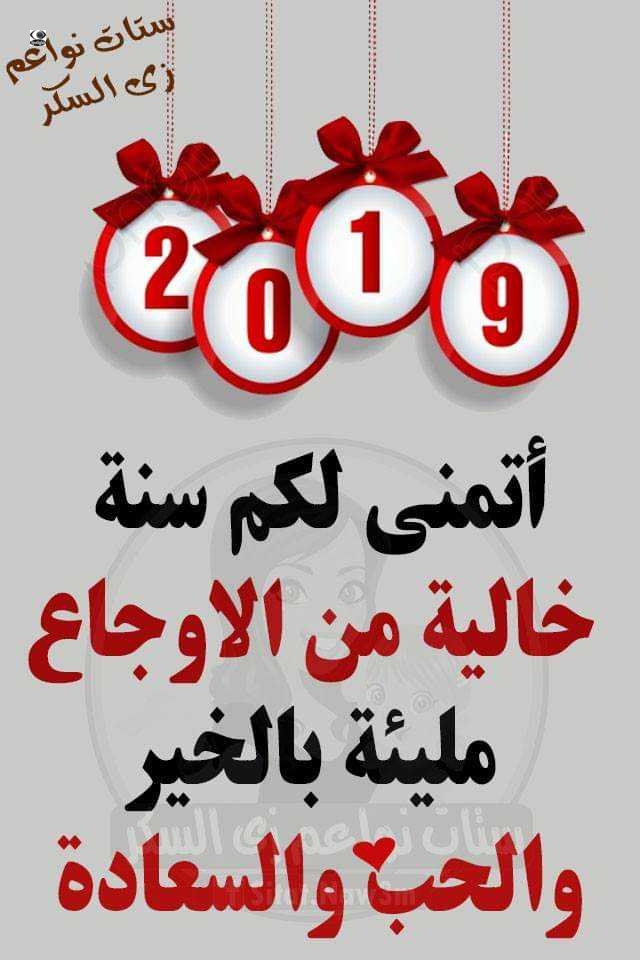 ستات نواعم
زى السكر
2019
أتمنى لكم سنة
خالية من الاوجاع
مليئة بالخير
ستات نواعم زى السكر
والحب والسعادة